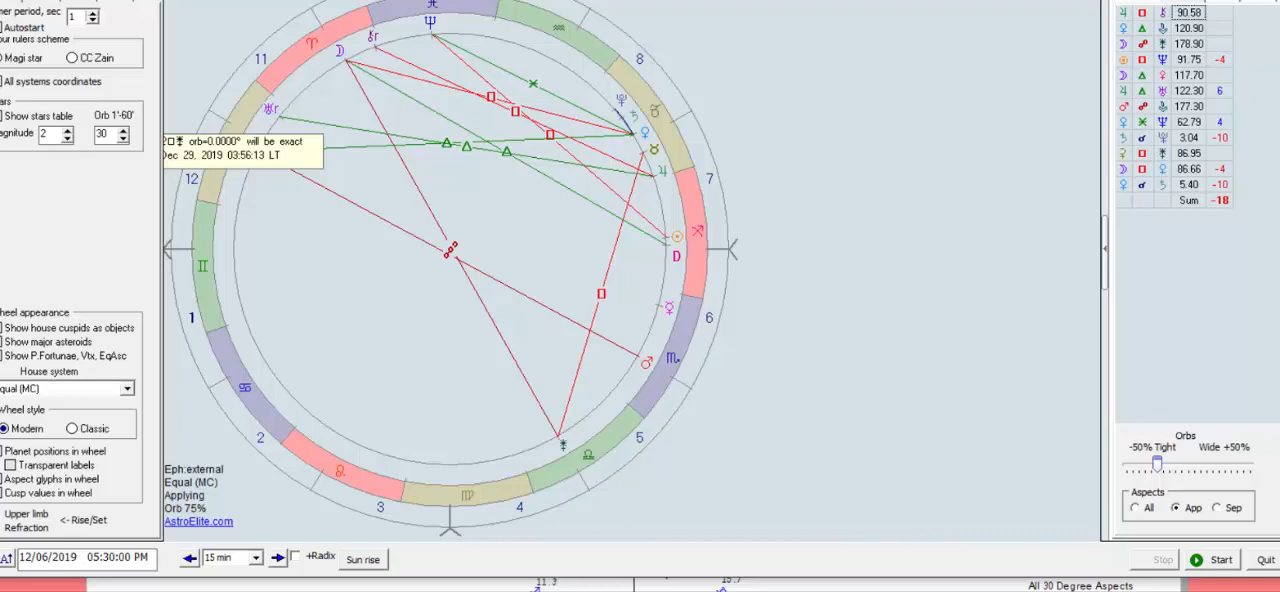 ner period, sec 1
Autostart
our rulers scheme
Magi star CC Zain
All systems coordinates
ars
Show stars table Orb 1'-60'
agnitude 2 30
heel appearance
Show house cuspids as objects
Show major asteroids
Show P.Fortunae, Vtx, EqAsc
House system
qual (MC)
Wheel style
Modern Classic
Planet positions in wheel
Transparent labels
Aspect glyphs in wheel
Cusp values in wheel
Upper limb
Refraction <- Rise/Set
11
8
12
7
1
6
2
5
3
4
D
r
r
orb=0.0000° will be exact
Dec 29, 2019 03:56:13 LT
Eph:external
Equal (MC)
Applying
Orb 75%
AstroElite.com
90.58
120.90
178.90
91.75 -4
117.70
122.30 6
177.30
62.79 4
3.04 -10
86.95
86.66 -4
5.40 -10
Sum -18
Orbs
-50% Tight Wide +50%
Aspects
All App Sep
12/06/2019 05:30:00 PM
15 min
+Radix
Sun rise
Stop
Start
Quit
11.3
All 30 Degree Aspects